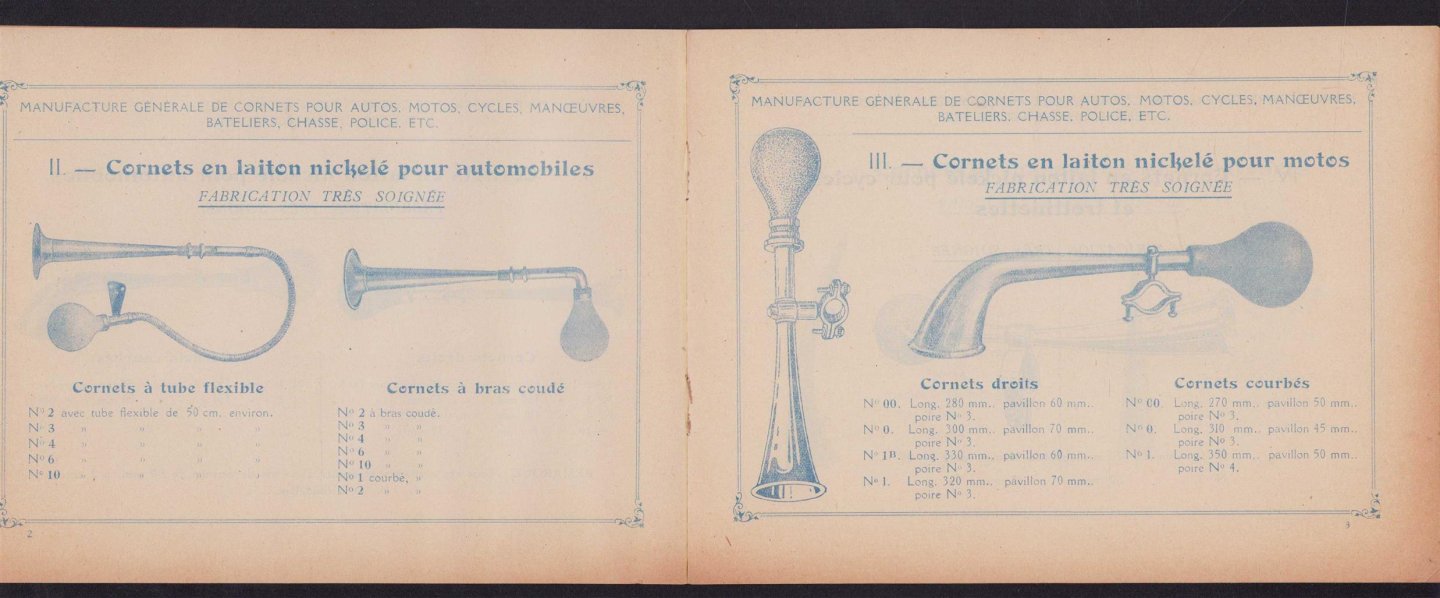 MANUFACTURE GÉNÉRALE DE CORNETS POUR AUTOS, MOTOS, CYCLES, MANŒUVRES,
BATELIERS, CHASSE, POLICE, ETC.
II. — Cornets en laiton nickelé pour automobiles
FABRICATION TRÈS SOIGNÉE
Cornets à tube flexible
No 2 avec tube flexible de 50 cm. environ.
No 3 » » » »
No 4 » » » »
No 6 » » » »
No 10 » » » »
Cornets à bras coudé
No 2 à bras coudé.
No 3 » »
No 4 » »
No 6 » »
No 10 » »
No 1 courbé, »
No 2 » »
2
MANUFACTURE GÉNÉRALE DE CORNETS POUR AUTOS, MOTOS, CYCLES, MANŒUVRES,
BATELIERS, CHASSE, POLICE, ETC.
III. — Cornets en laiton nickelé pour motos
FABRICATION TRÈS SOIGNÉE
Cornets droits
No 00. Long. 280 mm., pavillon 60 mm.,
poire No 3.
No 0. Long. 300 mm., pavillon 70 mm.,
poire No 3.
No 1B. Long. 330 mm., pavillon 60 mm.,
poire No 3.
No 1. Long. 320 mm., pavillon 70 mm.,
poire No 3.
Cornets courbés
No 00. Long. 270 mm., pavillon 50 mm.,
poire No 3.
No 0. Long. 310 mm., pavillon 45 mm.,
poire No 3.
No 1. Long. 350 mm., pavillon 50 mm.,
poire No 4.
3